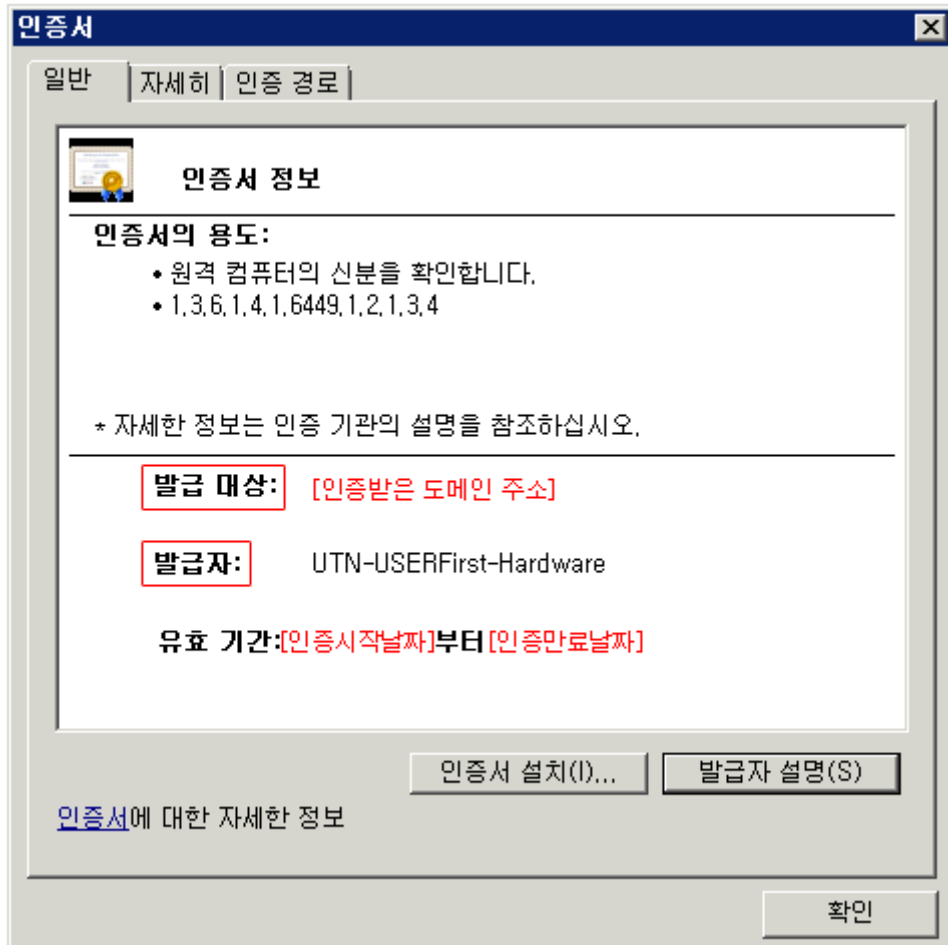 인증서
일반 자세히 인증 경로
인증서 정보
인증서의 용도:
• 원격 컴퓨터의 신분을 확인합니다.
• 1.3.6.1.4.1.6449.1.2.1.3.4
* 자세한 정보는 인증 기관의 설명을 참조하십시오.
발급 대상: [인증받은 도메인 주소]
발급자: UTN-USERFirst-Hardware
유효 기간:[인증시작날짜]부터[인증만료날짜]
인증서 설치(I)... 발급자 설명(S)
인증서에 대한 자세한 정보
확인